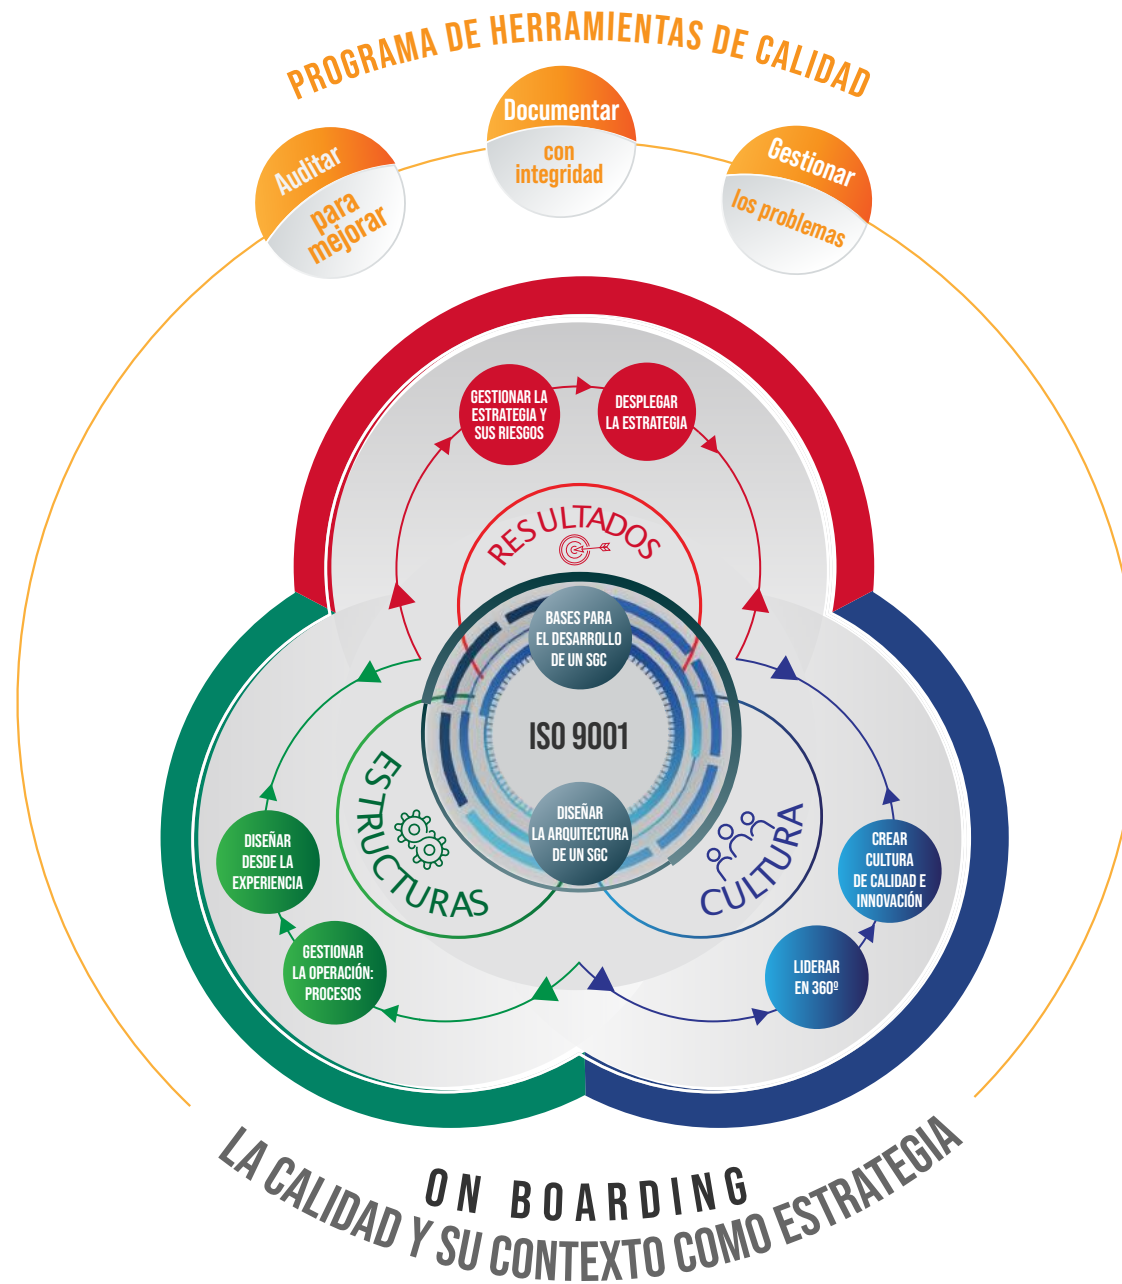 PROGRAMA DE HERRAMIENTAS DE CALIDAD
Auditar
para
mejorar
Documentar
con
integridad
Gestionar
los problemas
GESTIONAR LA
ESTRATEGIA Y
SUS RIESGOS
DESPLEGAR
LA ESTRATEGIA
RESULTADOS
BASES PARA
EL DESARROLLO
DE UN SGC
ISO 9001
DISEÑAR
LA ARQUITECTURA
DE UN SGC
ESTRUCTURAS
DISEÑAR
DESDE LA
EXPERIENCIA
GESTIONAR
LA OPERACIÓN:
PROCESOS
CULTURA
CREAR
CULTURA
DE CALIDAD E
INNOVACIÓN
LIDERAR
EN 360º
ON BOARDING
LA CALIDAD Y SU CONTEXTO COMO ESTRATEGIA